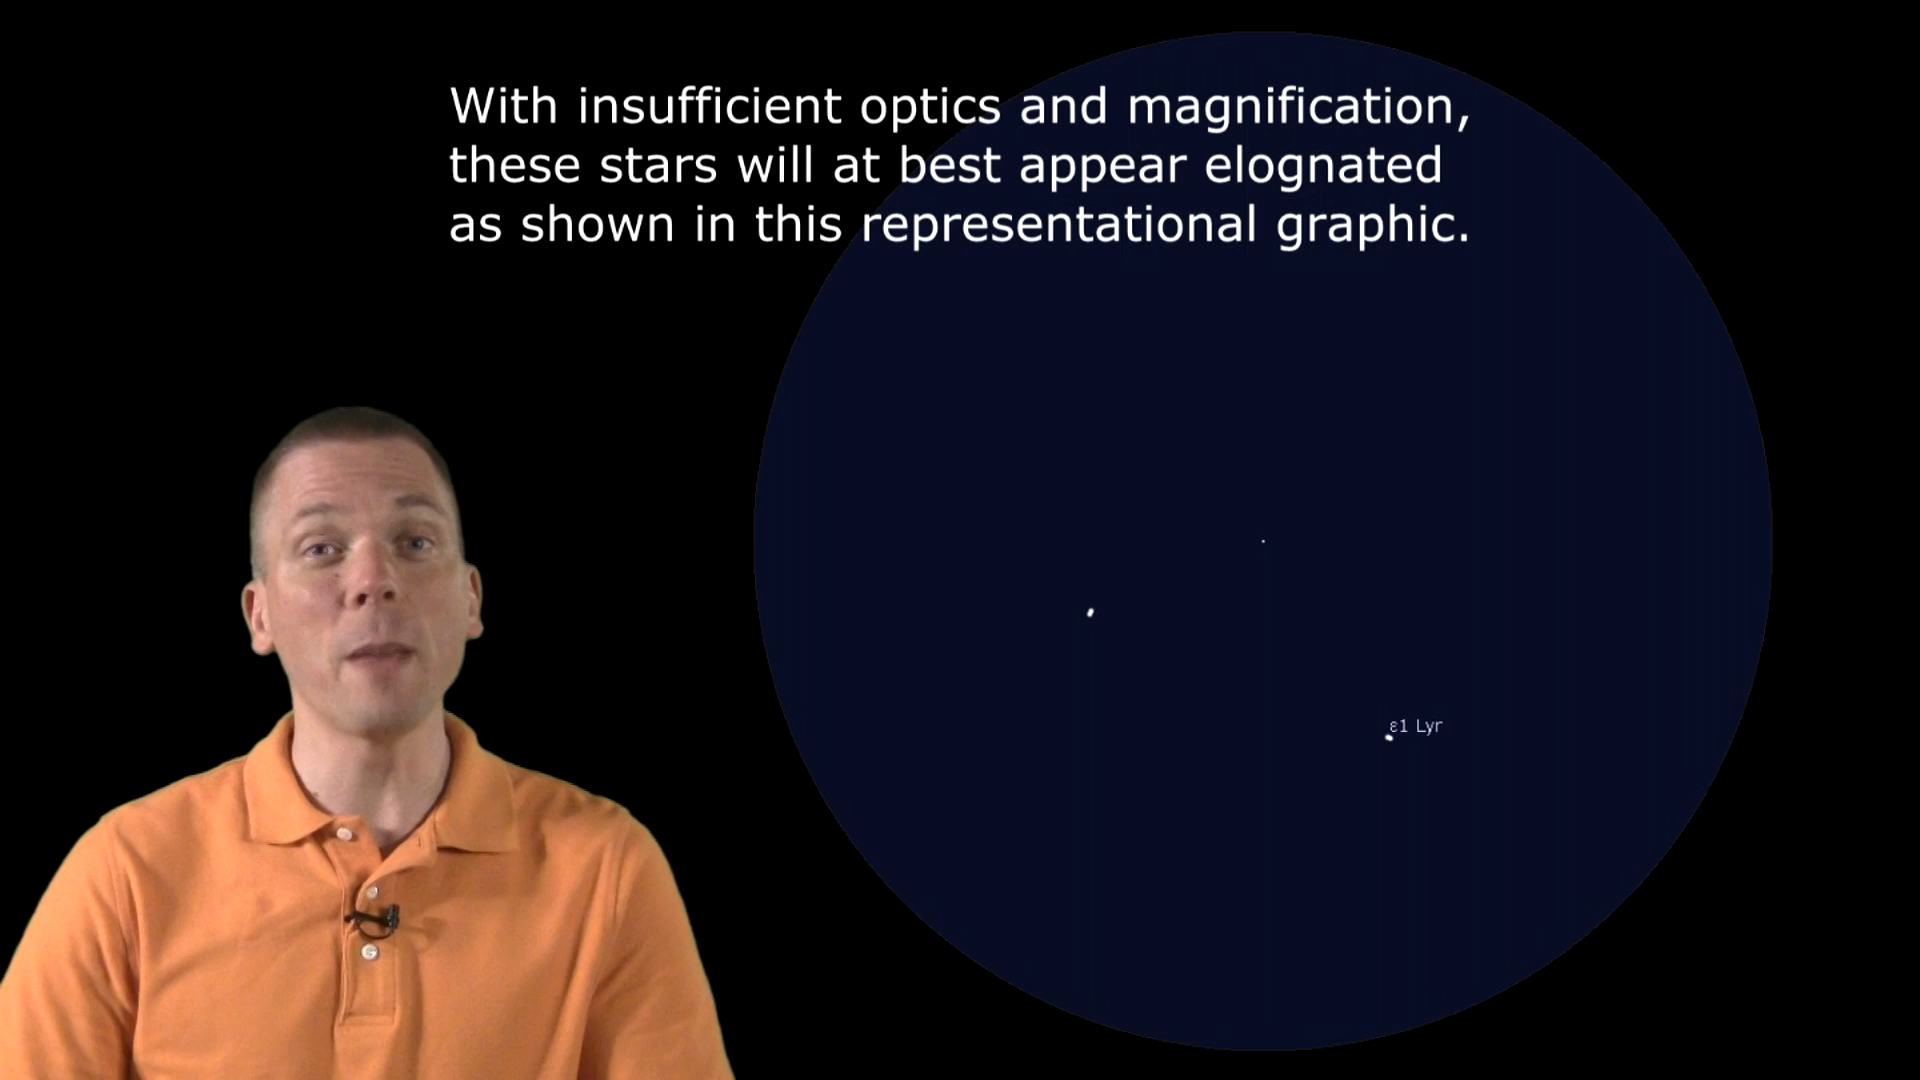 With insufficient optics and magnification,
these stars will at best appear elognated
as shown in this representational graphic.
ε1 Lyr